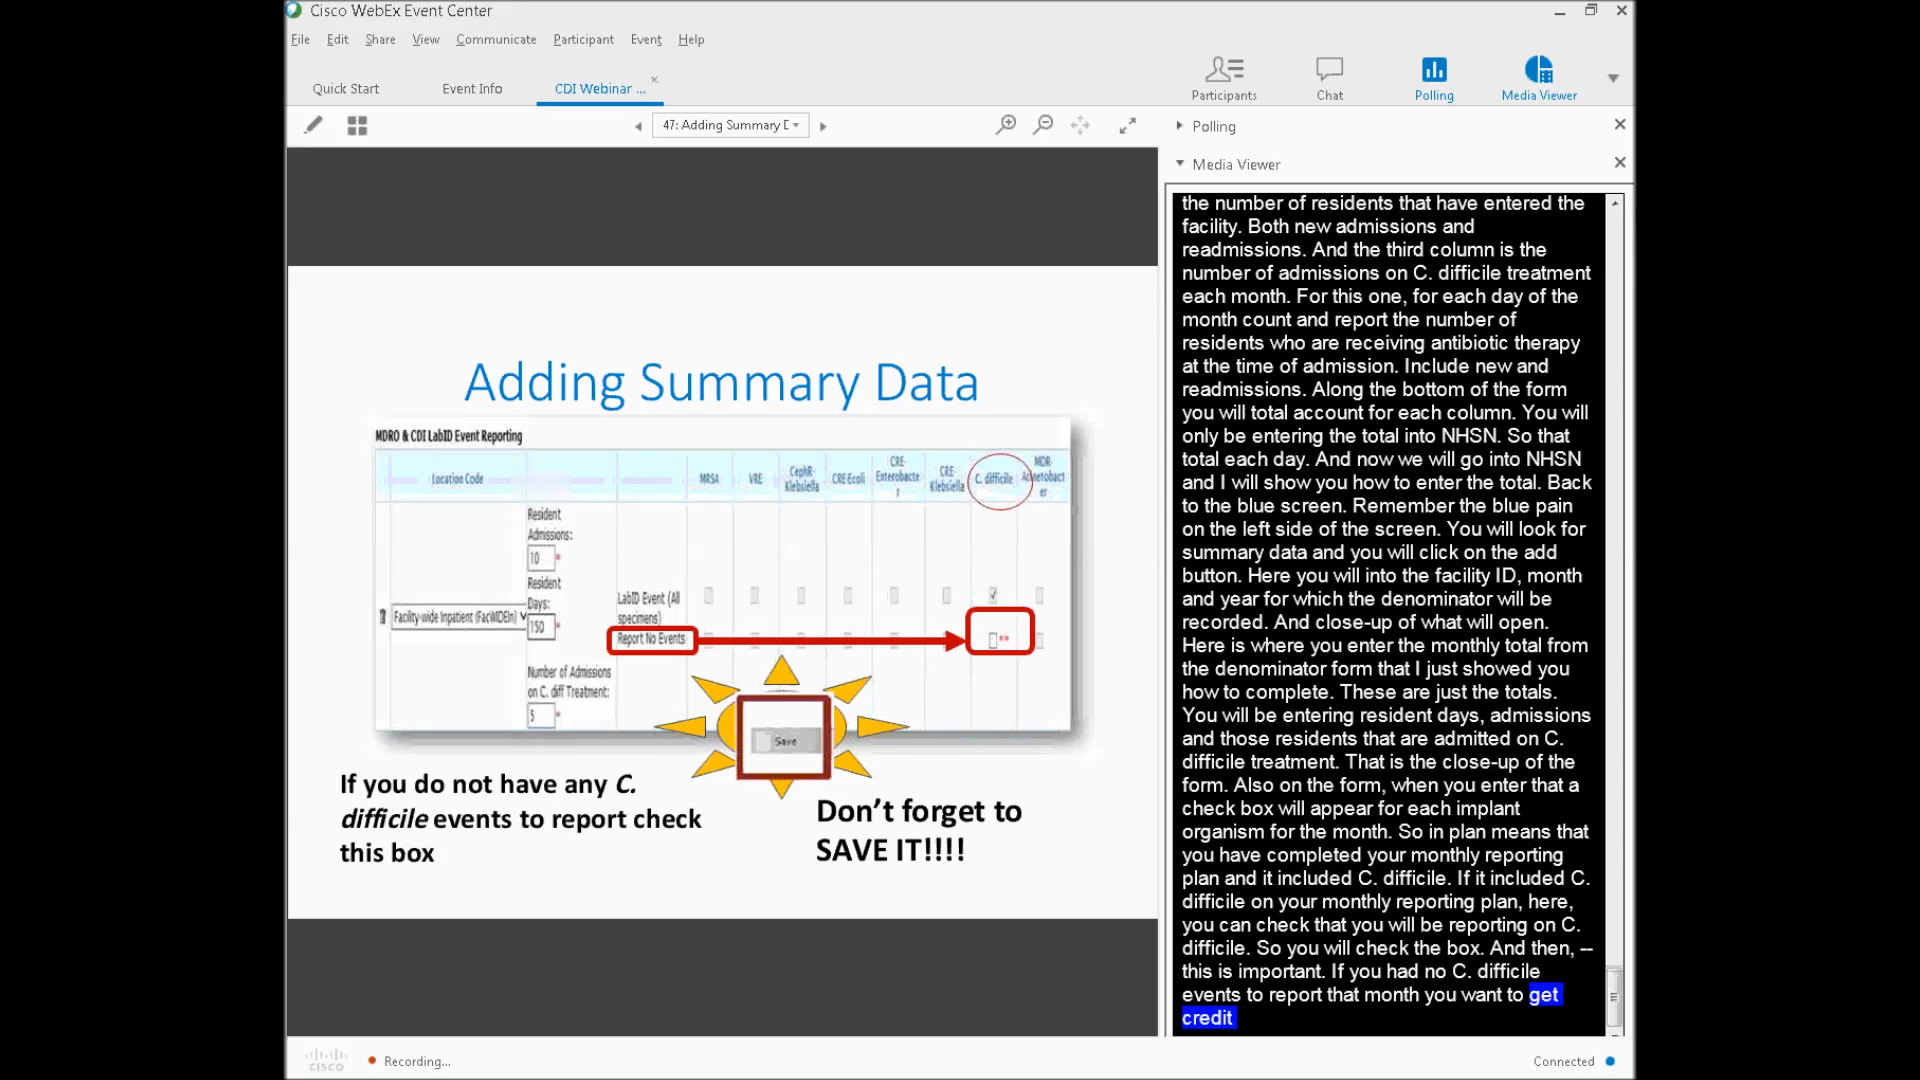 Cisco WebEx Event Center
File Edit Share View Communicate Participant Event Help
Quick Start Event Info CDI Webinar ...
Participants Chat Polling Media Viewer
47: Adding Summary D
Polling
Media Viewer
Adding Summary Data
MDRO & CDI LabID Event Reporting
Location Code
MRSA
VRE
CephR-
Klebsiella
CRE-Ecoli
CRE-
Enterobacte
r
CRE-
Klebsiella
C. difficile
MDR-
Acinetobact
er
Facility-wide Inpatient (FacWIDEIn)
Resident
Admissions:
10 *
Resident
Days:
150 *
Number of Admissions
on C. diff Treatment:
5 *
LabID Event (All
specimens)
Report No Events
**
Save
If you do not have any C.
difficile events to report check
this box
Don't forget to
SAVE IT!!!!
the number of residents that have entered the
facility. Both new admissions and
readmissions. And the third column is the
number of admissions on C. difficile treatment
each month. For this one, for each day of the
month count and report the number of
residents who are receiving antibiotic therapy
at the time of admission. Include new and
readmissions. Along the bottom of the form
you will total account for each column. You will
only be entering the total into NHSN. So that
total each day. And now we will go into NHSN
and I will show you how to enter the total. Back
to the blue screen. Remember the blue pain
on the left side of the screen. You will look for
summary data and you will click on the add
button. Here you will into the facility ID, month
and year for which the denominator will be
recorded. And close-up of what will open.
Here is where you enter the monthly total from
the denominator form that I just showed you
how to complete. These are just the totals.
You will be entering resident days, admissions
and those residents that are admitted on C.
difficile treatment. That is the close-up of the
form. Also on the form, when you enter that a
check box will appear for each implant
organism for the month. So in plan means that
you have completed your monthly reporting
plan and it included C. difficile. If it included C.
difficile on your monthly reporting plan, here,
you can check that you will be reporting on C.
difficile. So you will check the box. And then, --
this is important. If you had no C. difficile
events to report that month you want to get
credit
cisco
Recording...
Connected